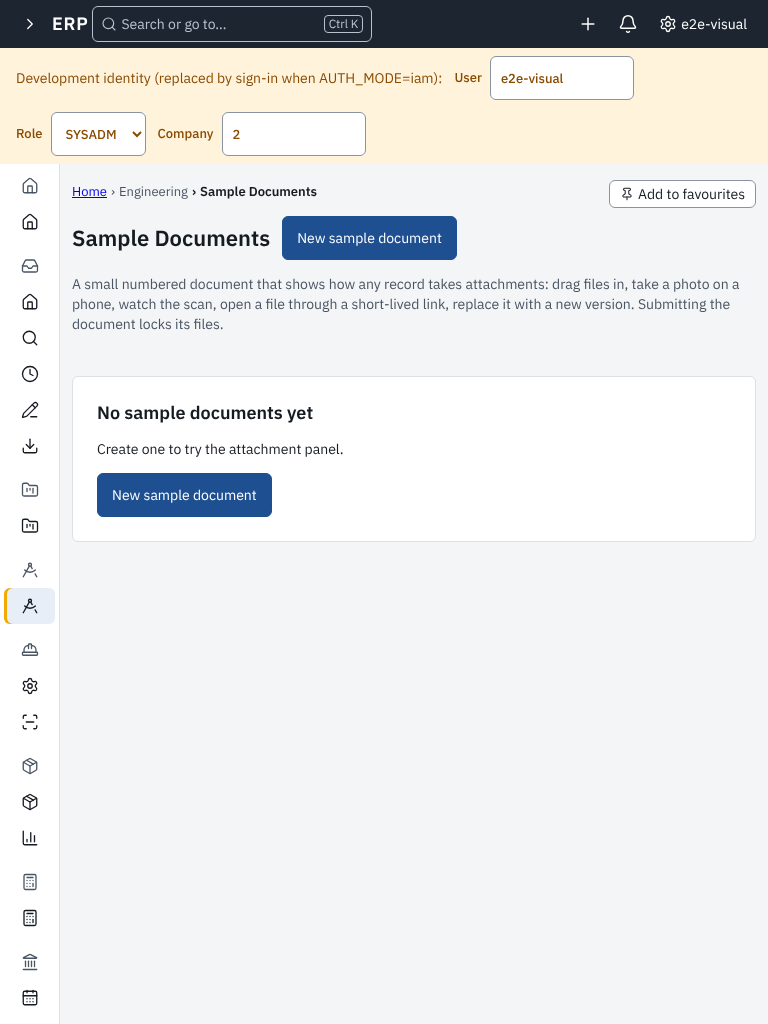 ERP
Search or go to...
Ctrl K
e2e-visual
Development identity (replaced by sign-in when AUTH_MODE=iam):
User
e2e-visual
Role
SYSADM
Company
2
Home › Engineering › Sample Documents
Add to favourites
Sample Documents
New sample document
A small numbered document that shows how any record takes attachments: drag files in, take a photo on a
phone, watch the scan, open a file through a short-lived link, replace it with a new version. Submitting the
document locks its files.
No sample documents yet
Create one to try the attachment panel.
New sample document